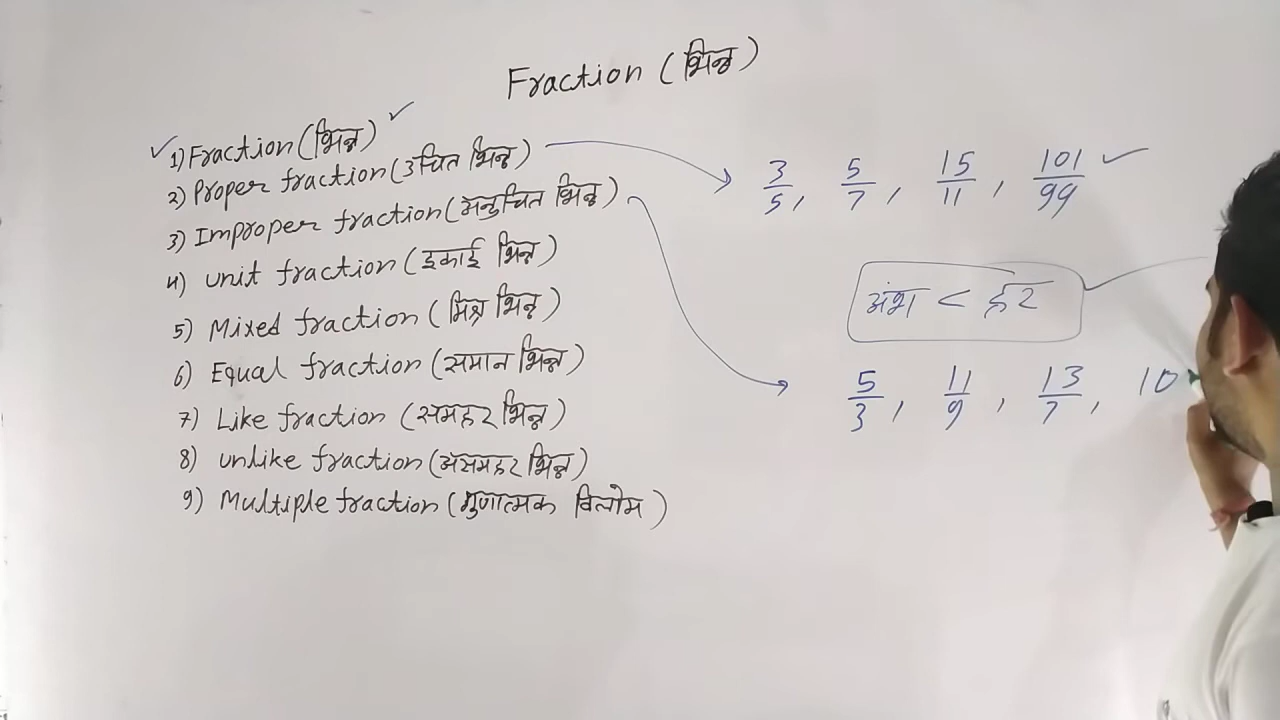 Fraction (भिन्न)
1) Fraction (भिन्न)
2) Proper fraction (उचित भिन्न)
3) Improper fraction (अनुचित भिन्न)
4) unit fraction (इकाई भिन्न)
5) Mixed fraction (मिश्र भिन्न)
6) Equal fraction (समान भिन्न)
7) Like fraction (समहर भिन्न)
8) unlike fraction (असमहर भिन्न)
9) Multiple fraction (गुणात्मक विलोम)
3/5, 5/7, 15/11, 101/99
अंश < हर
5/3, 11/9, 13/7, 10